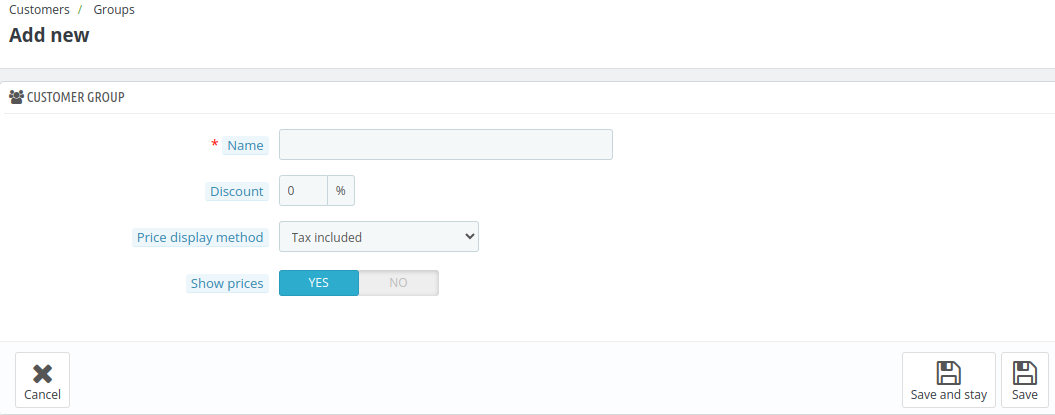 Customers / Groups
Add new
CUSTOMER GROUP
* Name
Discount 0 %
Price display method Tax included
Show prices YES NO
Cancel Save and stay Save